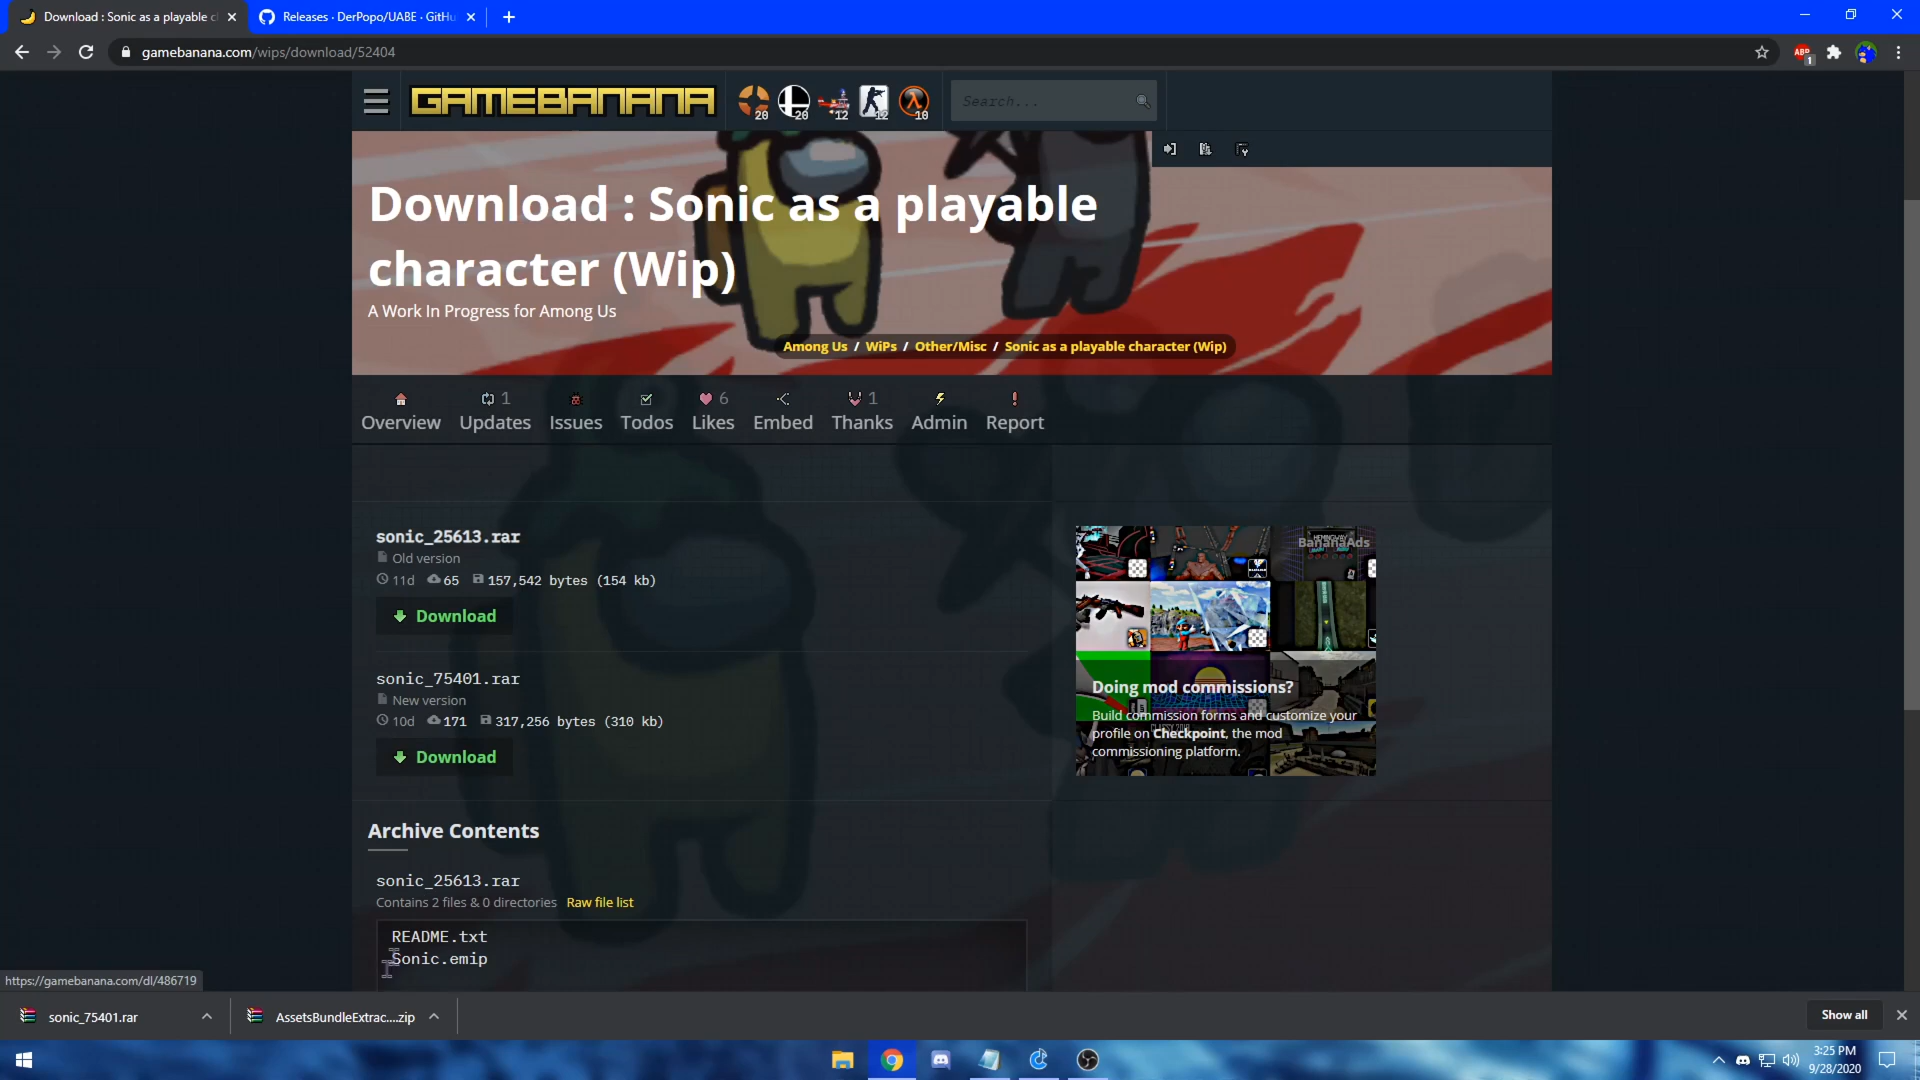 Download : Sonic as a playable c
Releases · DerPopo/UABE · GitHu
gamebanana.com/wips/download/52404
ABP
1
GAMEBANANA
20
20
12
12
10
Search...
Download : Sonic as a playable
character (Wip)
A Work In Progress for Among Us
Among Us / WiPs / Other/Misc / Sonic as a playable character (Wip)
1
6
1
Overview Updates Issues Todos Likes Embed Thanks Admin Report
sonic_25613.rar
Old version
11d 65 157,542 bytes (154 kb)
Download
sonic_75401.rar
New version
10d 171 317,256 bytes (310 kb)
Download
BananaAds
Doing mod commissions?
Build commission forms and customize your
profile on Checkpoint, the mod
commissioning platform.
Archive Contents
sonic_25613.rar
Contains 2 files & 0 directories Raw file list
README.txt
Sonic.emip
https://gamebanana.com/dl/486719
sonic_75401.rar
AssetsBundleExtrac....zip
Show all
3:25 PM
9/28/2020